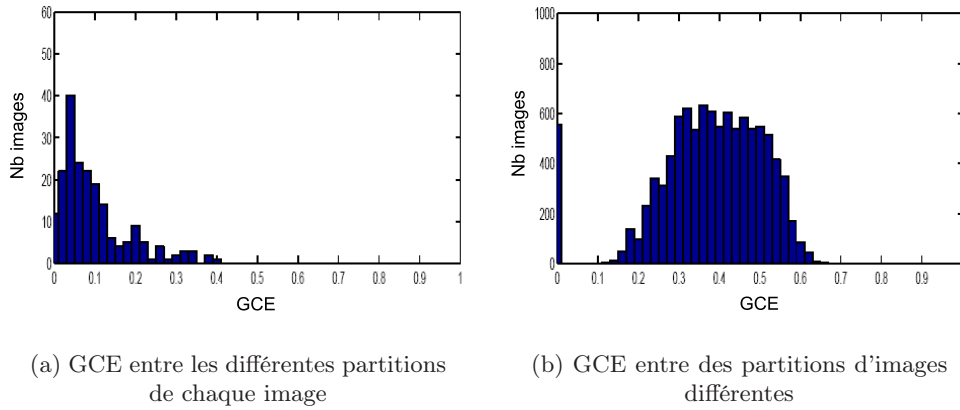 60
50
40
30
20
10
0
Nb images
0 0.1 0.2 0.3 0.4 0.5 0.6 0.7 0.8 0.9 1
GCE
(a) GCE entre les différentes partitions
de chaque image
1000
800
600
400
200
0
Nb images
0 0.1 0.2 0.3 0.4 0.5 0.6 0.7 0.8 0.9
GCE
(b) GCE entre des partitions d'images
différentes